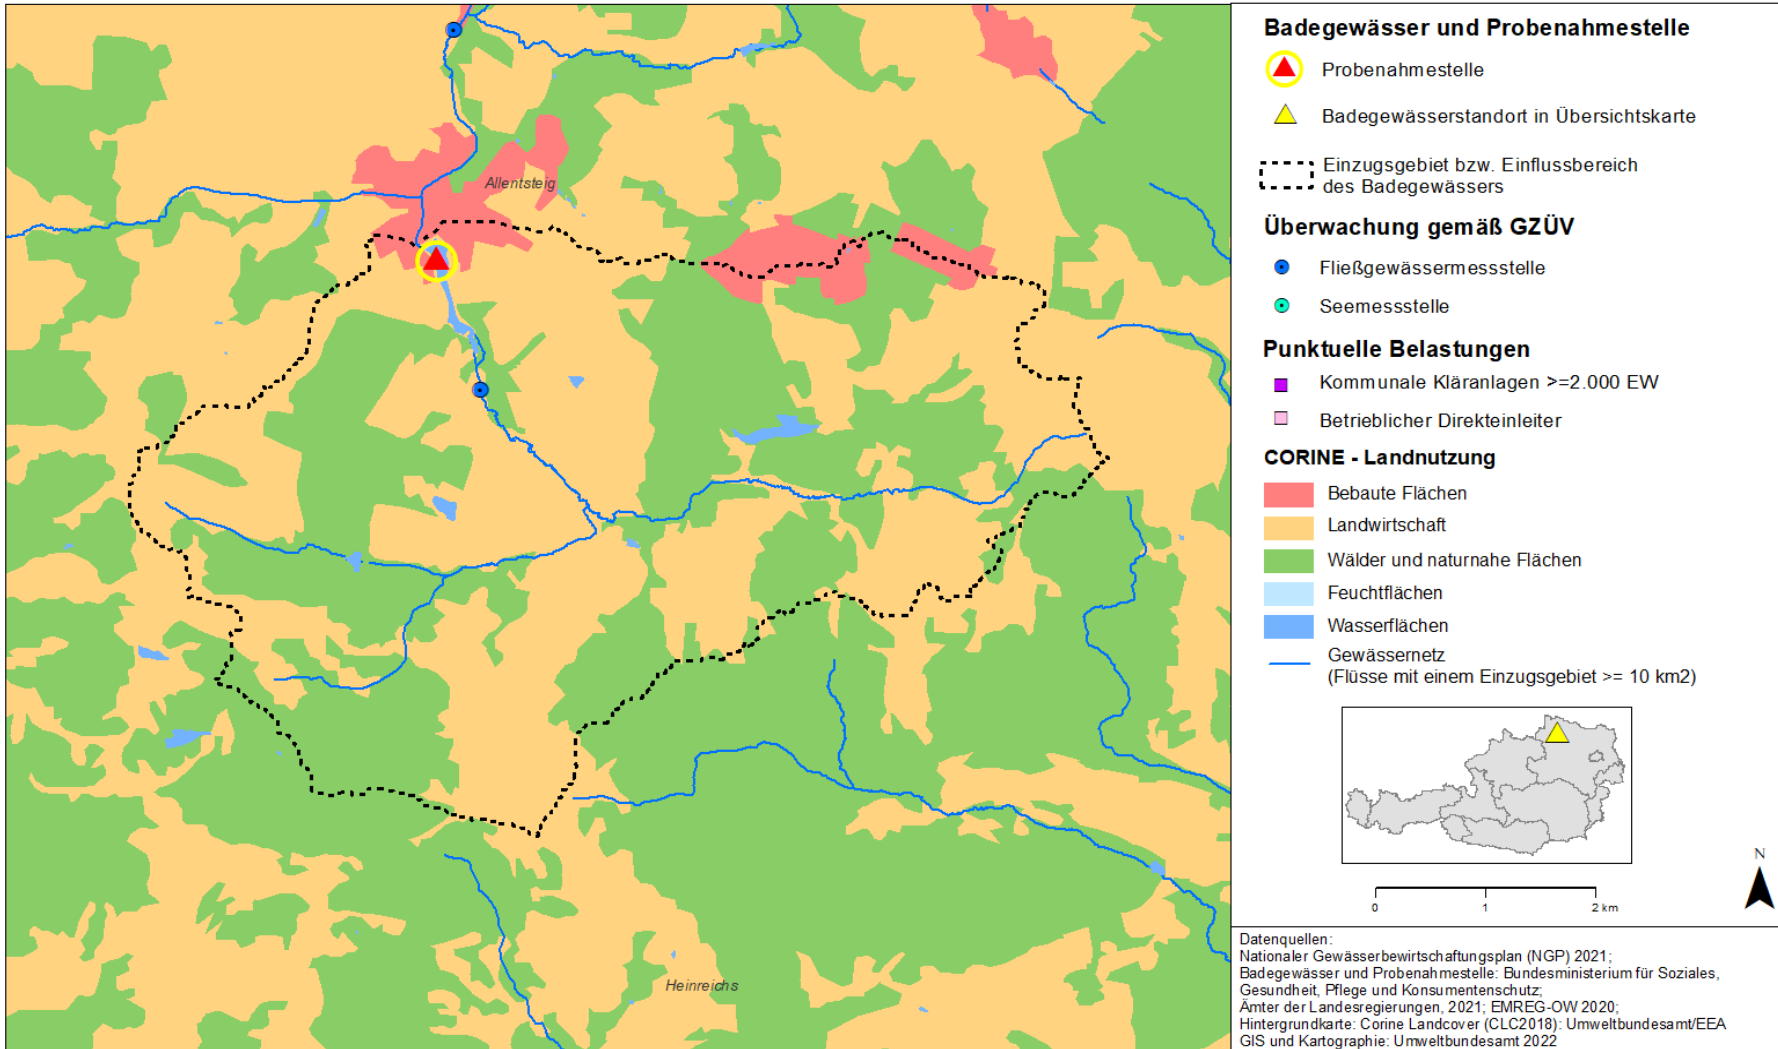 Allentsteig
Heinreichs
Badegewässer und Probenahmestelle
Probenahmestelle
Badegewässerstandort in Übersichtskarte
Einzugsgebiet bzw. Einflussbereich
des Badegewässers
Überwachung gemäß GZÜV
Fließgewässermessstelle
Seemessstelle
Punktuelle Belastungen
Kommunale Kläranlagen >=2.000 EW
Betrieblicher Direkteinleiter
CORINE - Landnutzung
Bebaute Flächen
Landwirtschaft
Wälder und naturnahe Flächen
Feuchtflächen
Wasserflächen
Gewässernetz
(Flüsse mit einem Einzugsgebiet >= 10 km2)
N
0 1 2 km
Datenquellen:
Nationaler Gewässerbewirtschaftungsplan (NGP) 2021;
Badegewässer und Probenahmestelle: Bundesministerium für Soziales,
Gesundheit, Pflege und Konsumentenschutz;
Ämter der Landesregierungen, 2021; EMREG-OW 2020;
Hintergrundkarte: Corine Landcover (CLC2018): Umweltbundesamt/EEA
GIS und Kartographie: Umweltbundesamt 2022